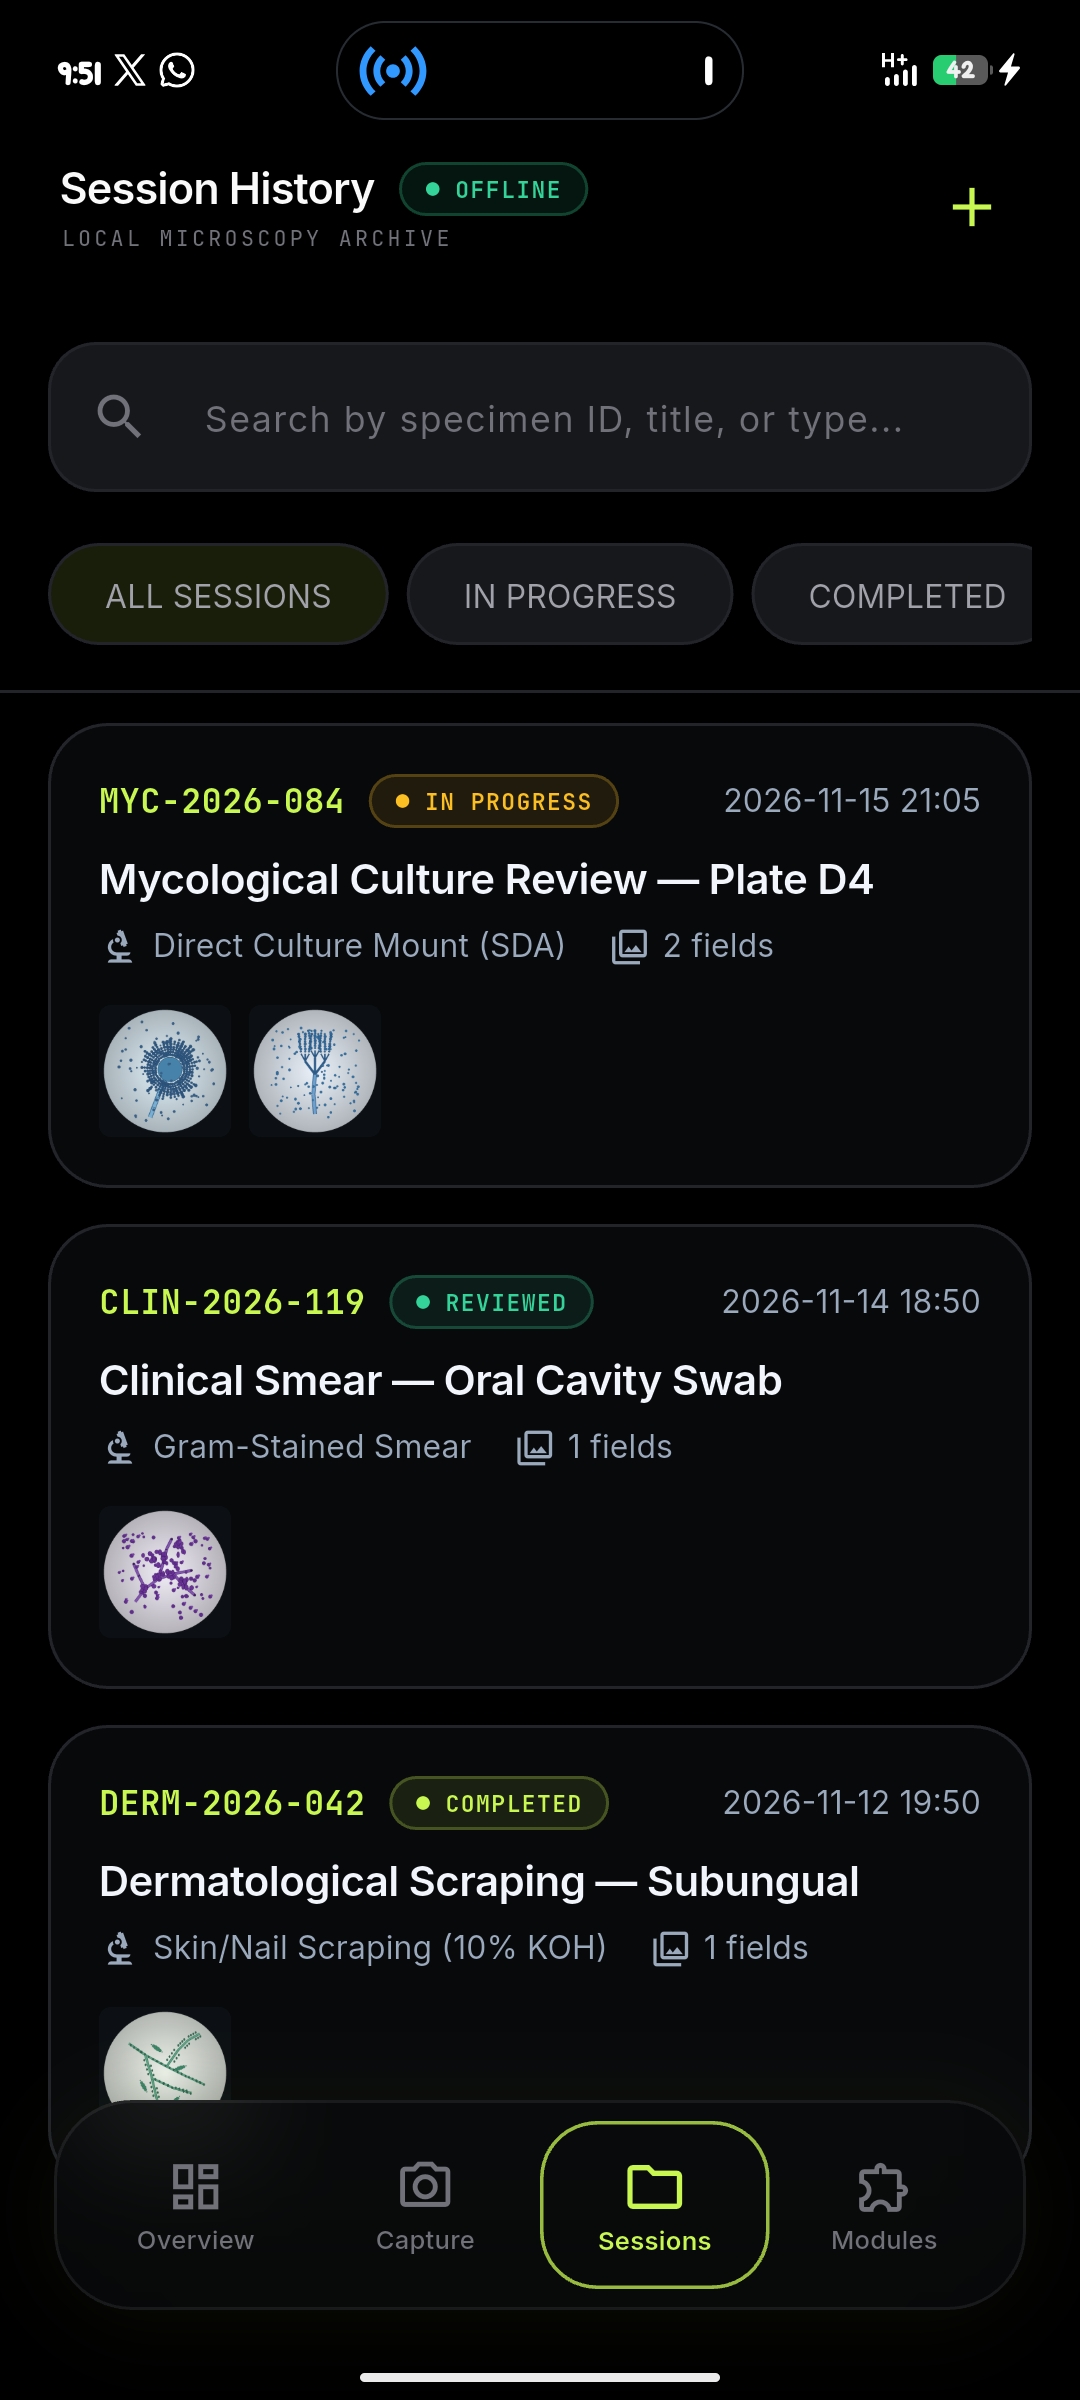 9:51
H+
42
Session History
OFFLINE
LOCAL MICROSCOPY ARCHIVE
Search by specimen ID, title, or type...
ALL SESSIONS
IN PROGRESS
COMPLETED
MYC-2026-084
IN PROGRESS
2026-11-15 21:05
Mycological Culture Review — Plate D4
Direct Culture Mount (SDA)
2 fields
CLIN-2026-119
REVIEWED
2026-11-14 18:50
Clinical Smear — Oral Cavity Swab
Gram-Stained Smear
1 fields
DERM-2026-042
COMPLETED
2026-11-12 19:50
Dermatological Scraping — Subungual
Skin/Nail Scraping (10% KOH)
1 fields
Overview
Capture
Sessions
Modules